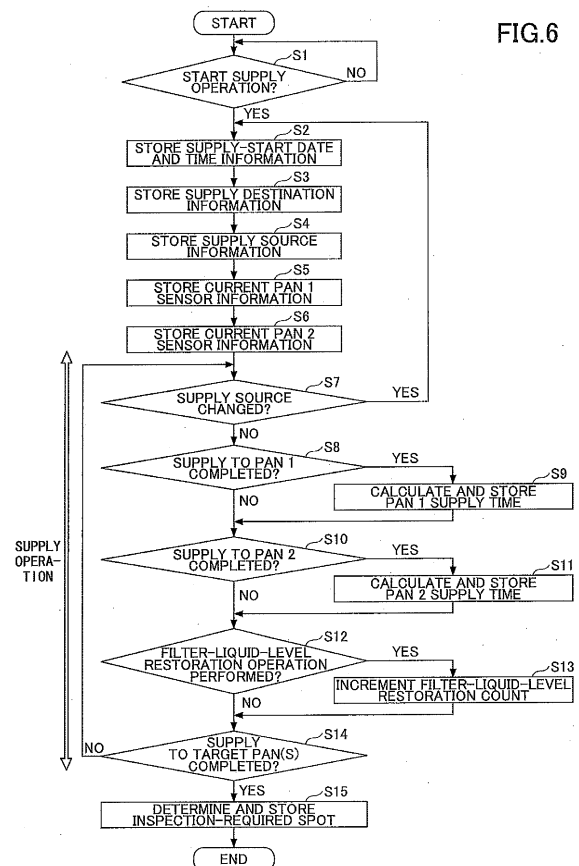 FIG.6
START
S1
START SUPPLY
OPERATION?
NO
YES
S2
STORE SUPPLY-START DATE
AND TIME INFORMATION
S3
STORE SUPPLY DESTINATION
INFORMATION
S4
STORE SUPPLY SOURCE
INFORMATION
S5
STORE CURRENT PAN 1
SENSOR INFORMATION
S6
STORE CURRENT PAN 2
SENSOR INFORMATION
S7
SUPPLY SOURCE
CHANGED?
YES
NO
S8
SUPPLY TO PAN 1
COMPLETED?
YES
NO
S9
CALCULATE AND STORE
PAN 1 SUPPLY TIME
S10
SUPPLY TO PAN 2
COMPLETED?
YES
NO
S11
CALCULATE AND STORE
PAN 2 SUPPLY TIME
SUPPLY
OPERA-
TION
S12
FILTER-LIQUID-LEVEL
RESTORATION OPERATION
PERFORMED?
YES
NO
S13
INCREMENT FILTER-LIQUID-LEVEL
RESTORATION COUNT
S14
SUPPLY
TO TARGET PAN(S)
COMPLETED?
NO
YES
S15
DETERMINE AND STORE
INSPECTION-REQUIRED SPOT
END